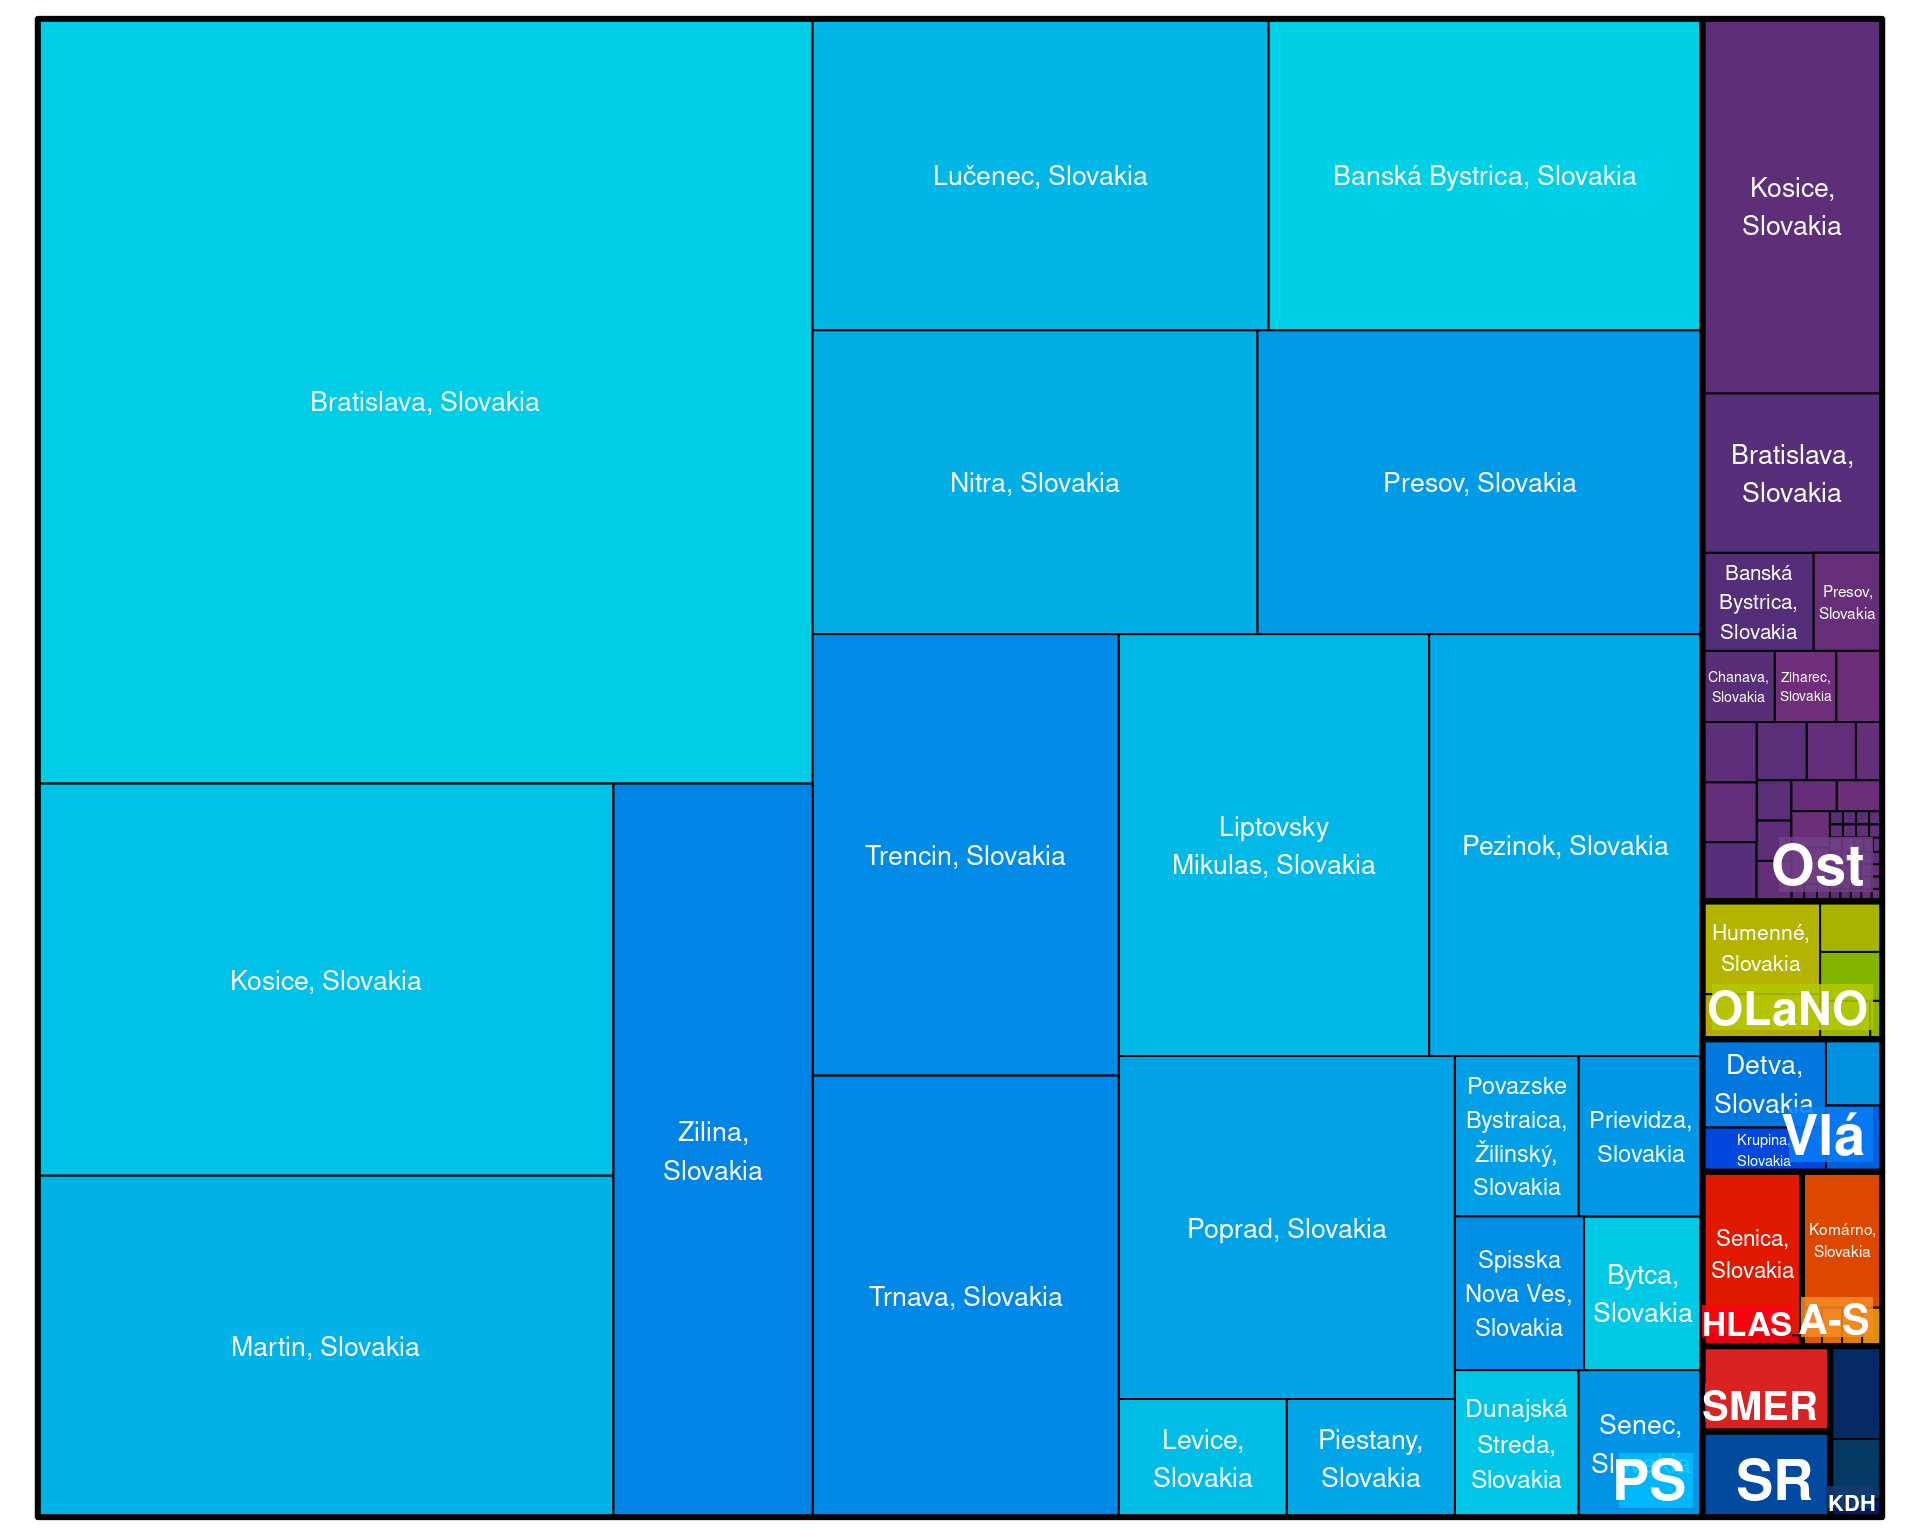 Bratislava, Slovakia
Lučenec, Slovakia
Banská Bystrica, Slovakia
Nitra, Slovakia
Presov, Slovakia
Kosice, Slovakia
Zilina,
Slovakia
Martin, Slovakia
Trencin, Slovakia
Liptovsky
Mikulas, Slovakia
Pezinok, Slovakia
Trnava, Slovakia
Poprad, Slovakia
Povazske
Bystraica,
Žilinský,
Slovakia
Prievidza,
Slovakia
Spisska
Nova Ves,
Slovakia
Bytca,
Slovakia
Levice,
Slovakia
Piestany,
Slovakia
Dunajská
Streda,
Slovakia
Senec,
PS
Kosice,
Slovakia
Bratislava,
Slovakia
Banská
Bystrica,
Slovakia
Presov,
Slovakia
Chanava,
Slovakia
Ziharec,
Slovakia
Ost
Humenné,
Slovakia
OLaNO
Detva,
Slovakia
Krupina,
Slovakia
Vlá
Senica,
Slovakia
HLAS
Komárno,
Slovakia
A-S
SMER
SR
KDH